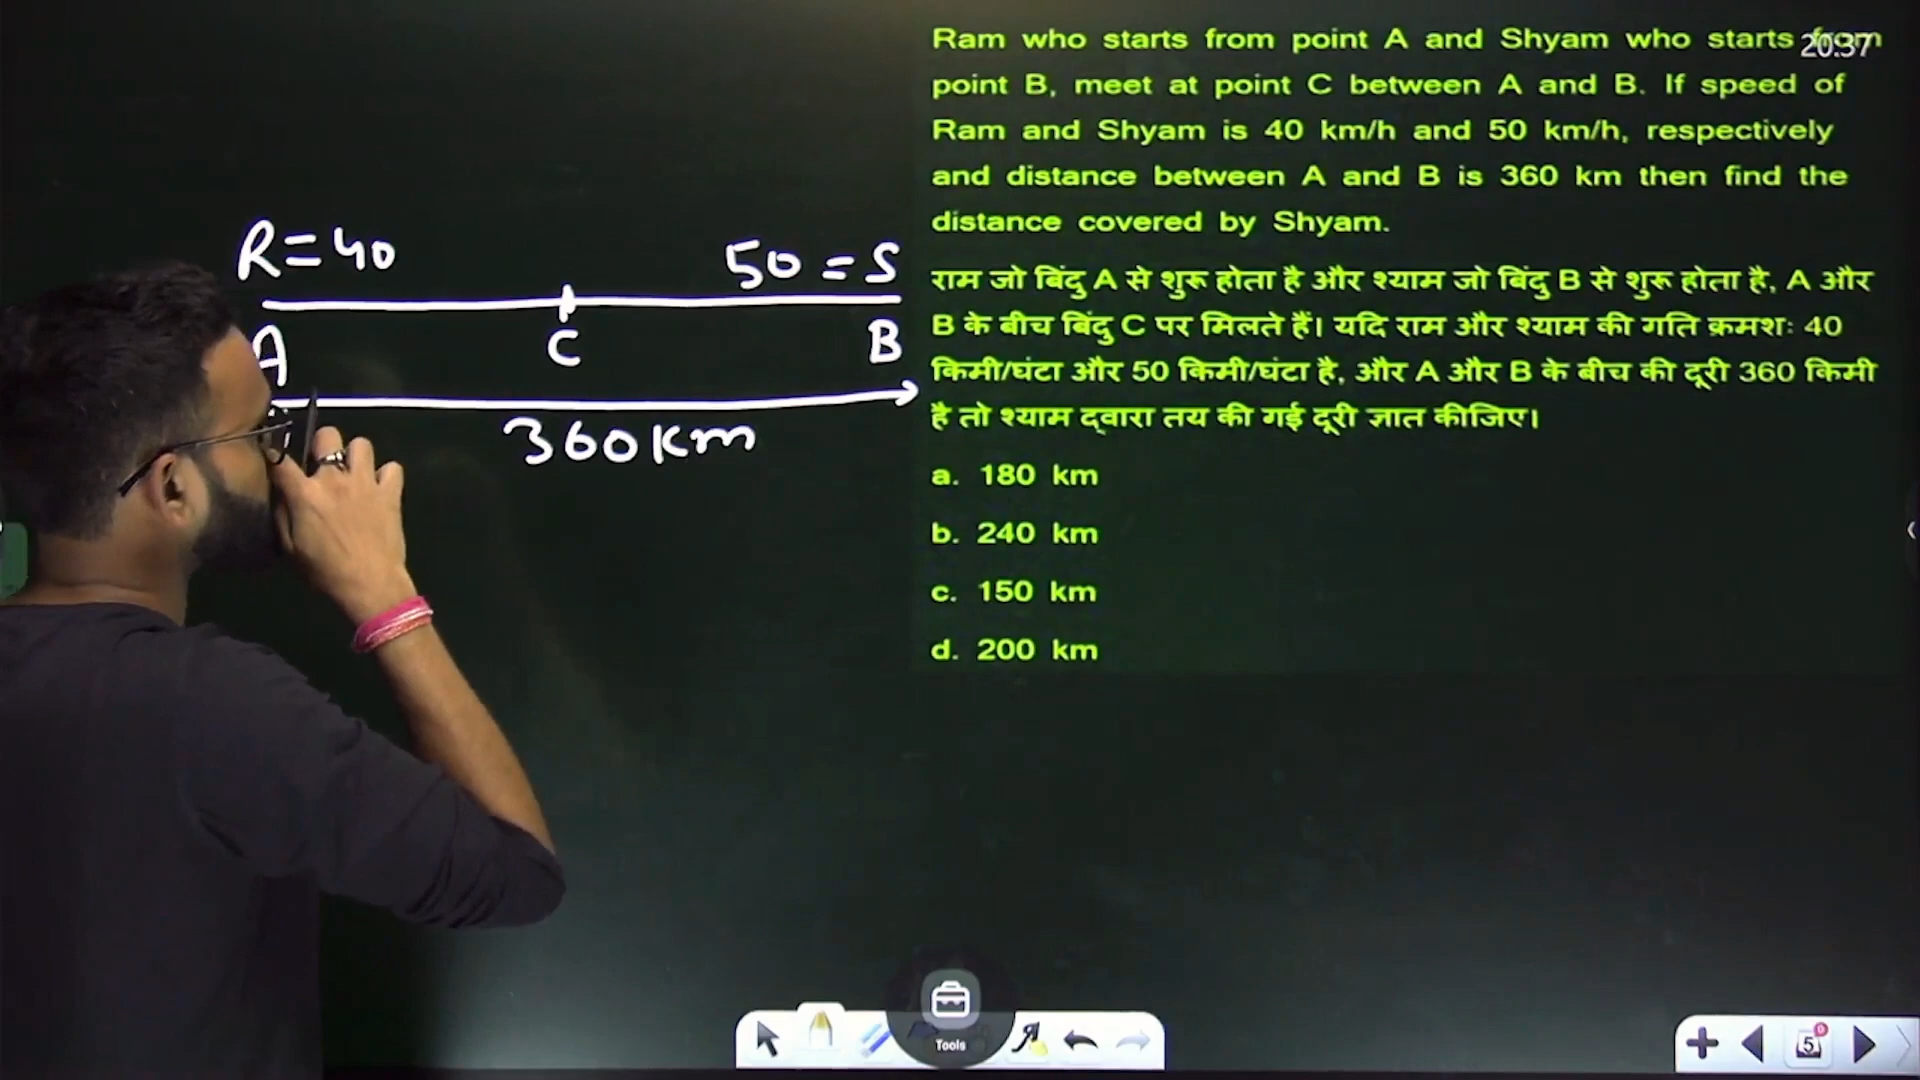 Ram who starts from point A and Shyam who starts from
20:37
point B, meet at point C between A and B. If speed of
Ram and Shyam is 40 km/h and 50 km/h, respectively
and distance between A and B is 360 km then find the
distance covered by Shyam.
राम जो बिंदु A से शुरू होता है और श्याम जो बिंदु B से शुरू होता है, A और
B के बीच बिंदु C पर मिलते हैं। यदि राम और श्याम की गति क्रमशः 40
किमी/घंटा और 50 किमी/घंटा है, और A और B के बीच की दूरी 360 किमी
है तो श्याम द्वारा तय की गई दूरी ज्ञात कीजिए।
a. 180 km
b. 240 km
c. 150 km
d. 200 km
R=40
50=S
A C B
360km
Tools
5
0